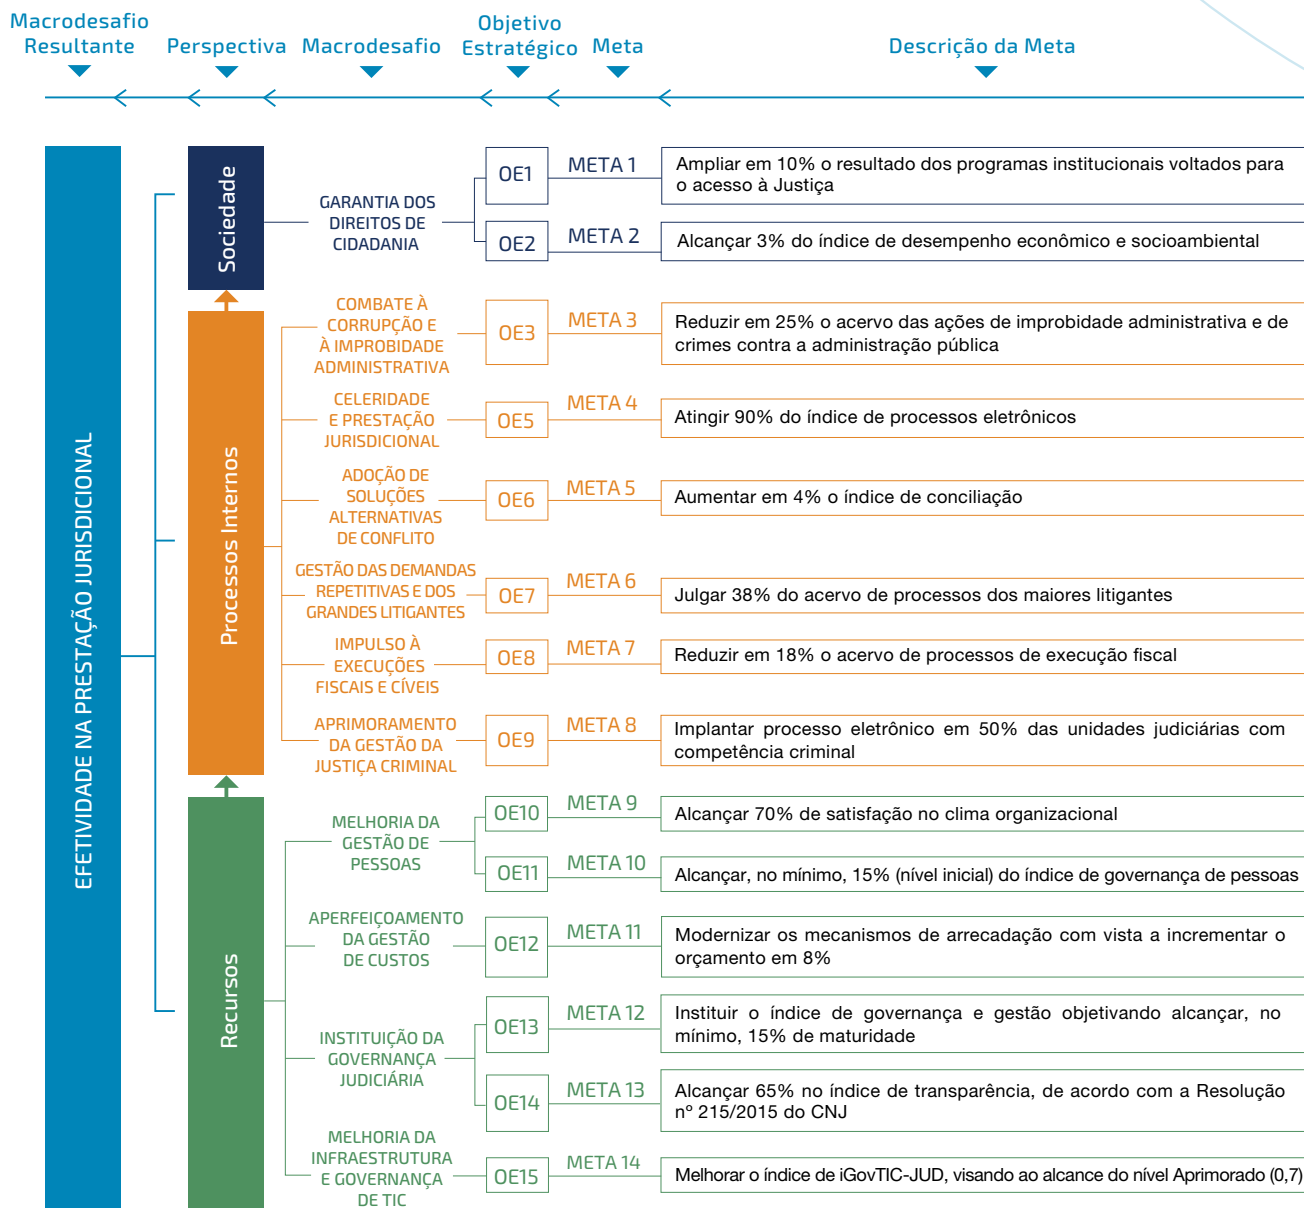 Macrodesafio
Resultante
Perspectiva
Macrodesafio
Objetivo
Estratégico
Meta
Descrição da Meta
EFETIVIDADE NA PRESTAÇÃO JURISDICIONAL
Sociedade
GARANTIA DOS
DIREITOS DE
CIDADANIA
OE1
META 1
Ampliar em 10% o resultado dos programas institucionais voltados para
o acesso à Justiça
OE2
META 2
Alcançar 3% do índice de desempenho econômico e socioambiental
Processos Internos
COMBATE À
CORRUPÇÃO E
À IMPROBIDADE
ADMINISTRATIVA
OE3
META 3
Reduzir em 25% o acervo das ações de improbidade administrativa e de
crimes contra a administração pública
CELERIDADE
E PRESTAÇÃO
JURISDICIONAL
OE5
META 4
Atingir 90% do índice de processos eletrônicos
ADOÇÃO DE
SOLUÇÕES
ALTERNATIVAS
DE CONFLITO
OE6
META 5
Aumentar em 4% o índice de conciliação
GESTÃO DAS DEMANDAS
REPETITIVAS E DOS
GRANDES LITIGANTES
OE7
META 6
Julgar 38% do acervo de processos dos maiores litigantes
IMPULSO À
EXECUÇÕES
FISCAIS E CÍVEIS
OE8
META 7
Reduzir em 18% o acervo de processos de execução fiscal
APRIMORAMENTO
DA GESTÃO DA
JUSTIÇA CRIMINAL
OE9
META 8
Implantar processo eletrônico em 50% das unidades judiciárias com
competência criminal
Recursos
MELHORIA DA
GESTÃO DE
PESSOAS
OE10
META 9
Alcançar 70% de satisfação no clima organizacional
OE11
META 10
Alcançar, no mínimo, 15% (nível inicial) do índice de governança de pessoas
APERFEIÇOAMENTO
DA GESTÃO
DE CUSTOS
OE12
META 11
Modernizar os mecanismos de arrecadação com vista a incrementar o
orçamento em 8%
INSTITUIÇÃO DA
GOVERNANÇA
JUDICIÁRIA
OE13
META 12
Instituir o índice de governança e gestão objetivando alcançar, no
mínimo, 15% de maturidade
OE14
META 13
Alcançar 65% no índice de transparência, de acordo com a Resolução
nº 215/2015 do CNJ
MELHORIA DA
INFRAESTRUTURA
E GOVERNANÇA
DE TIC
OE15
META 14
Melhorar o índice de iGovTIC-JUD, visando ao alcance do nível Aprimorado (0,7)